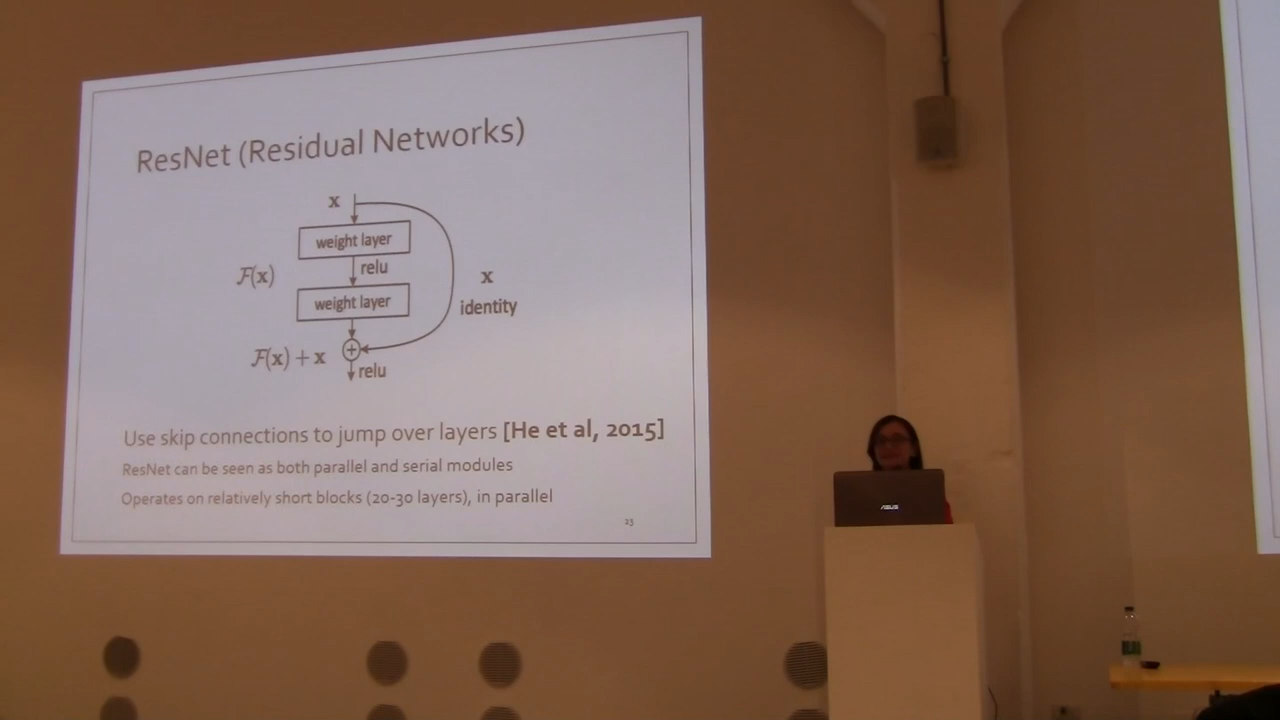 ResNet (Residual Networks)
x
weight layer
relu
F(x)
x
weight layer
identity
F(x) + x
+
relu
Use skip connections to jump over layers [He et al, 2015]
ResNet can be seen as both parallel and serial modules
Operates on relatively short blocks (20-30 layers), in parallel
23
ASUS